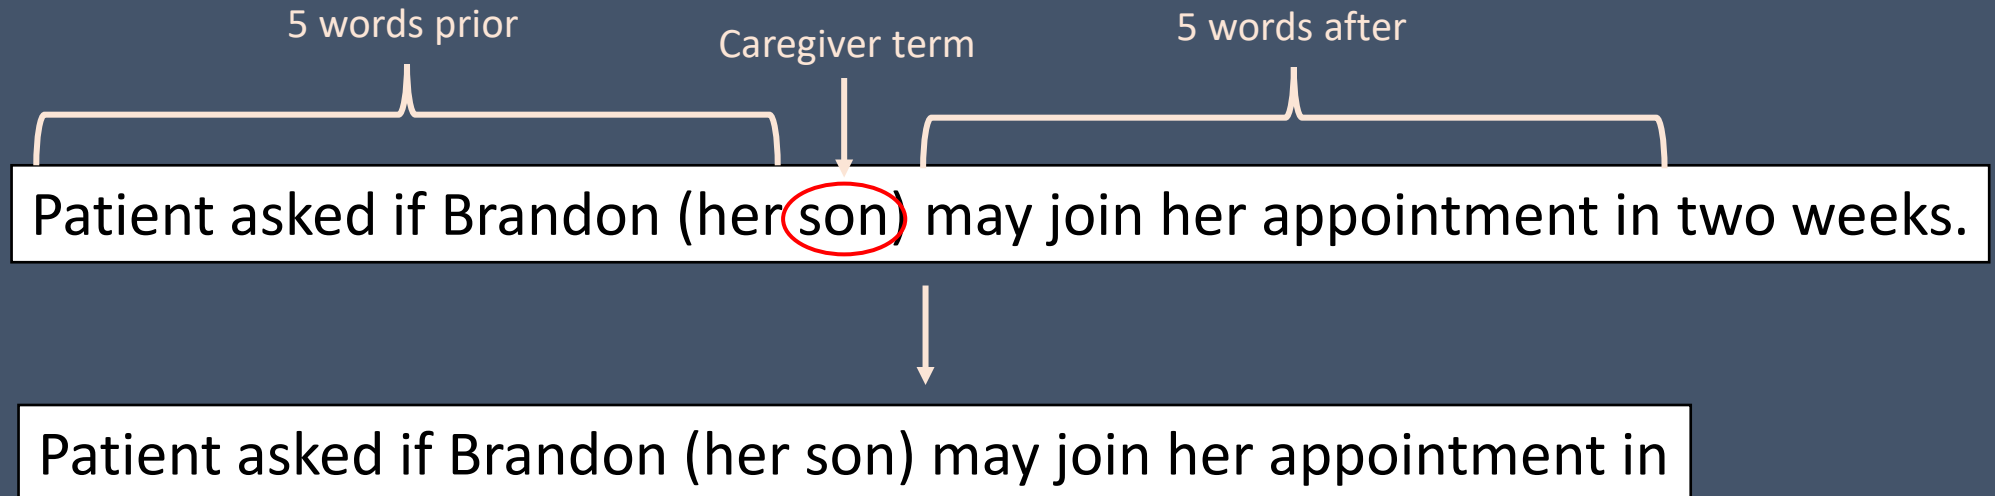 5 words prior
Caregiver term
5 words after
Patient asked if Brandon (her son) may join her appointment in two weeks.
Patient asked if Brandon (her son) may join her appointment in